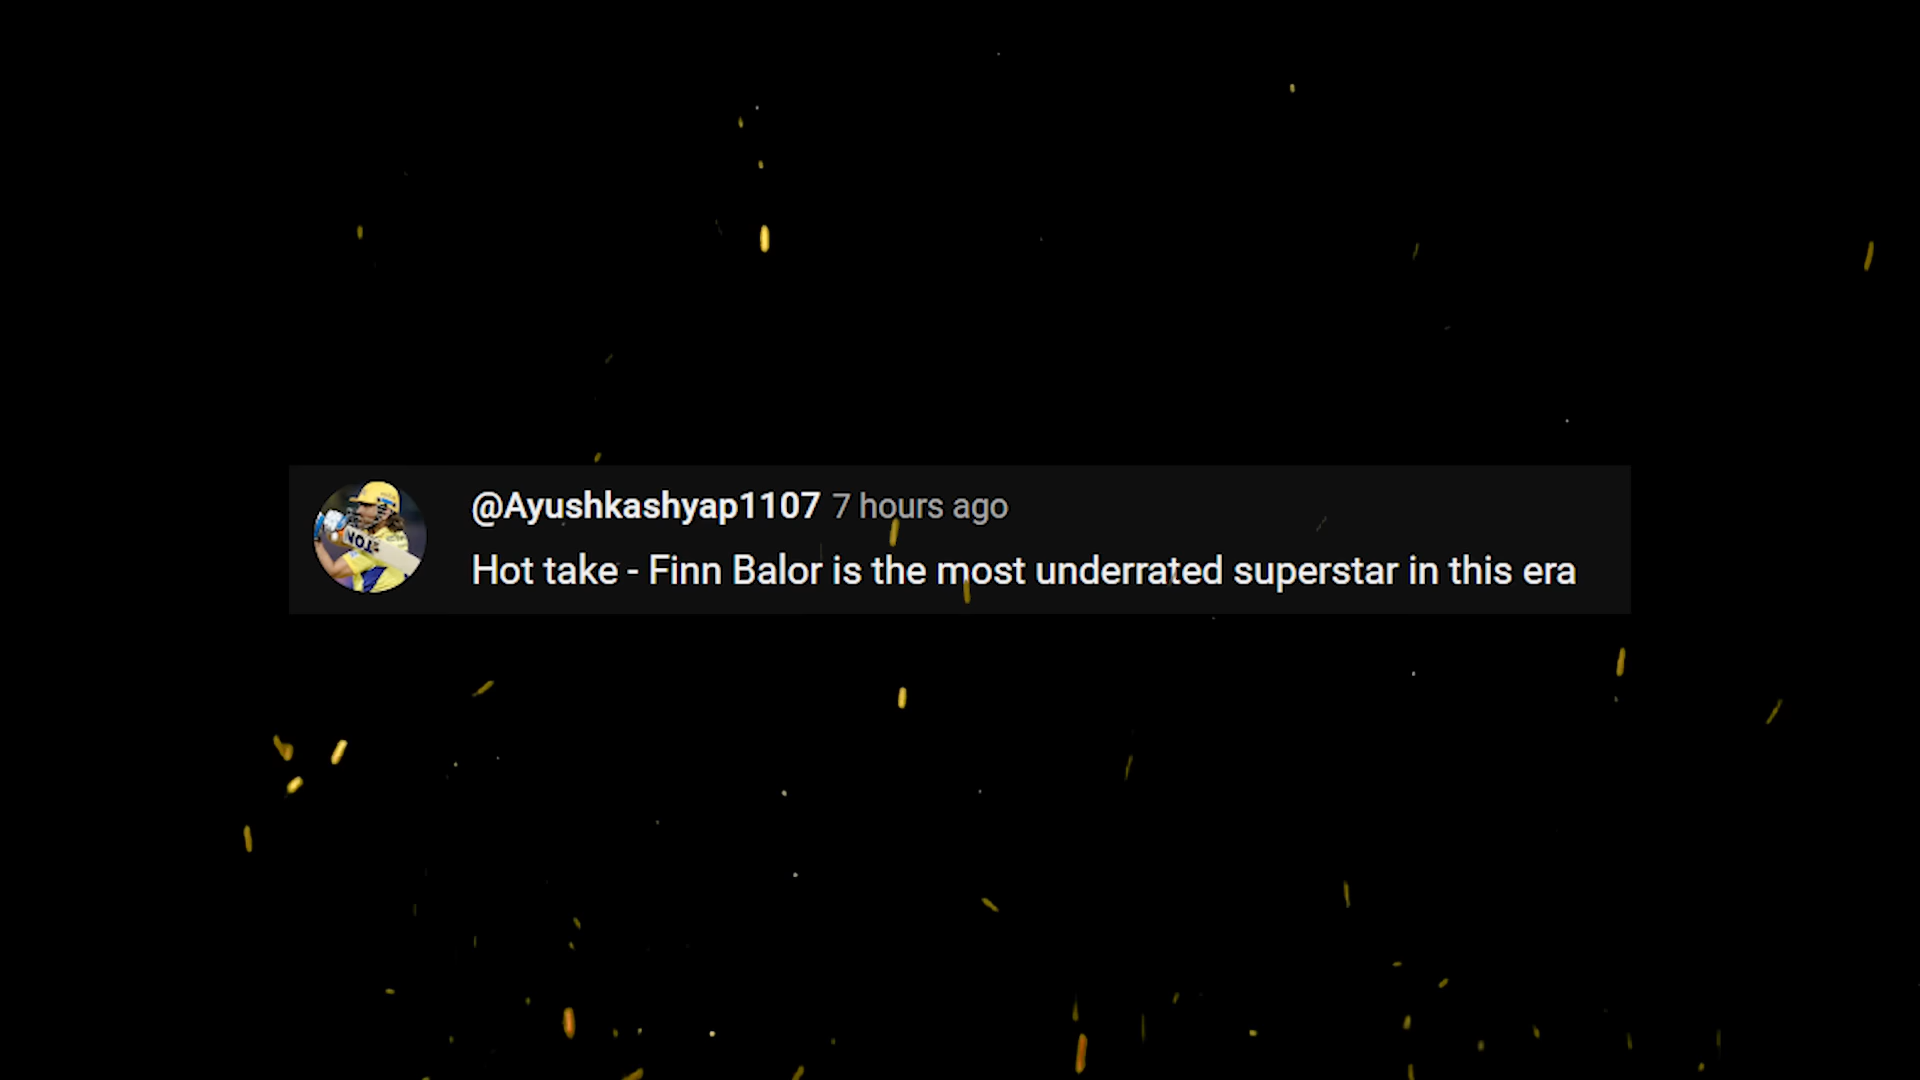 @Ayushkashyap1107 7 hours ago
Hot take - Finn Balor is the most underrated superstar in this era